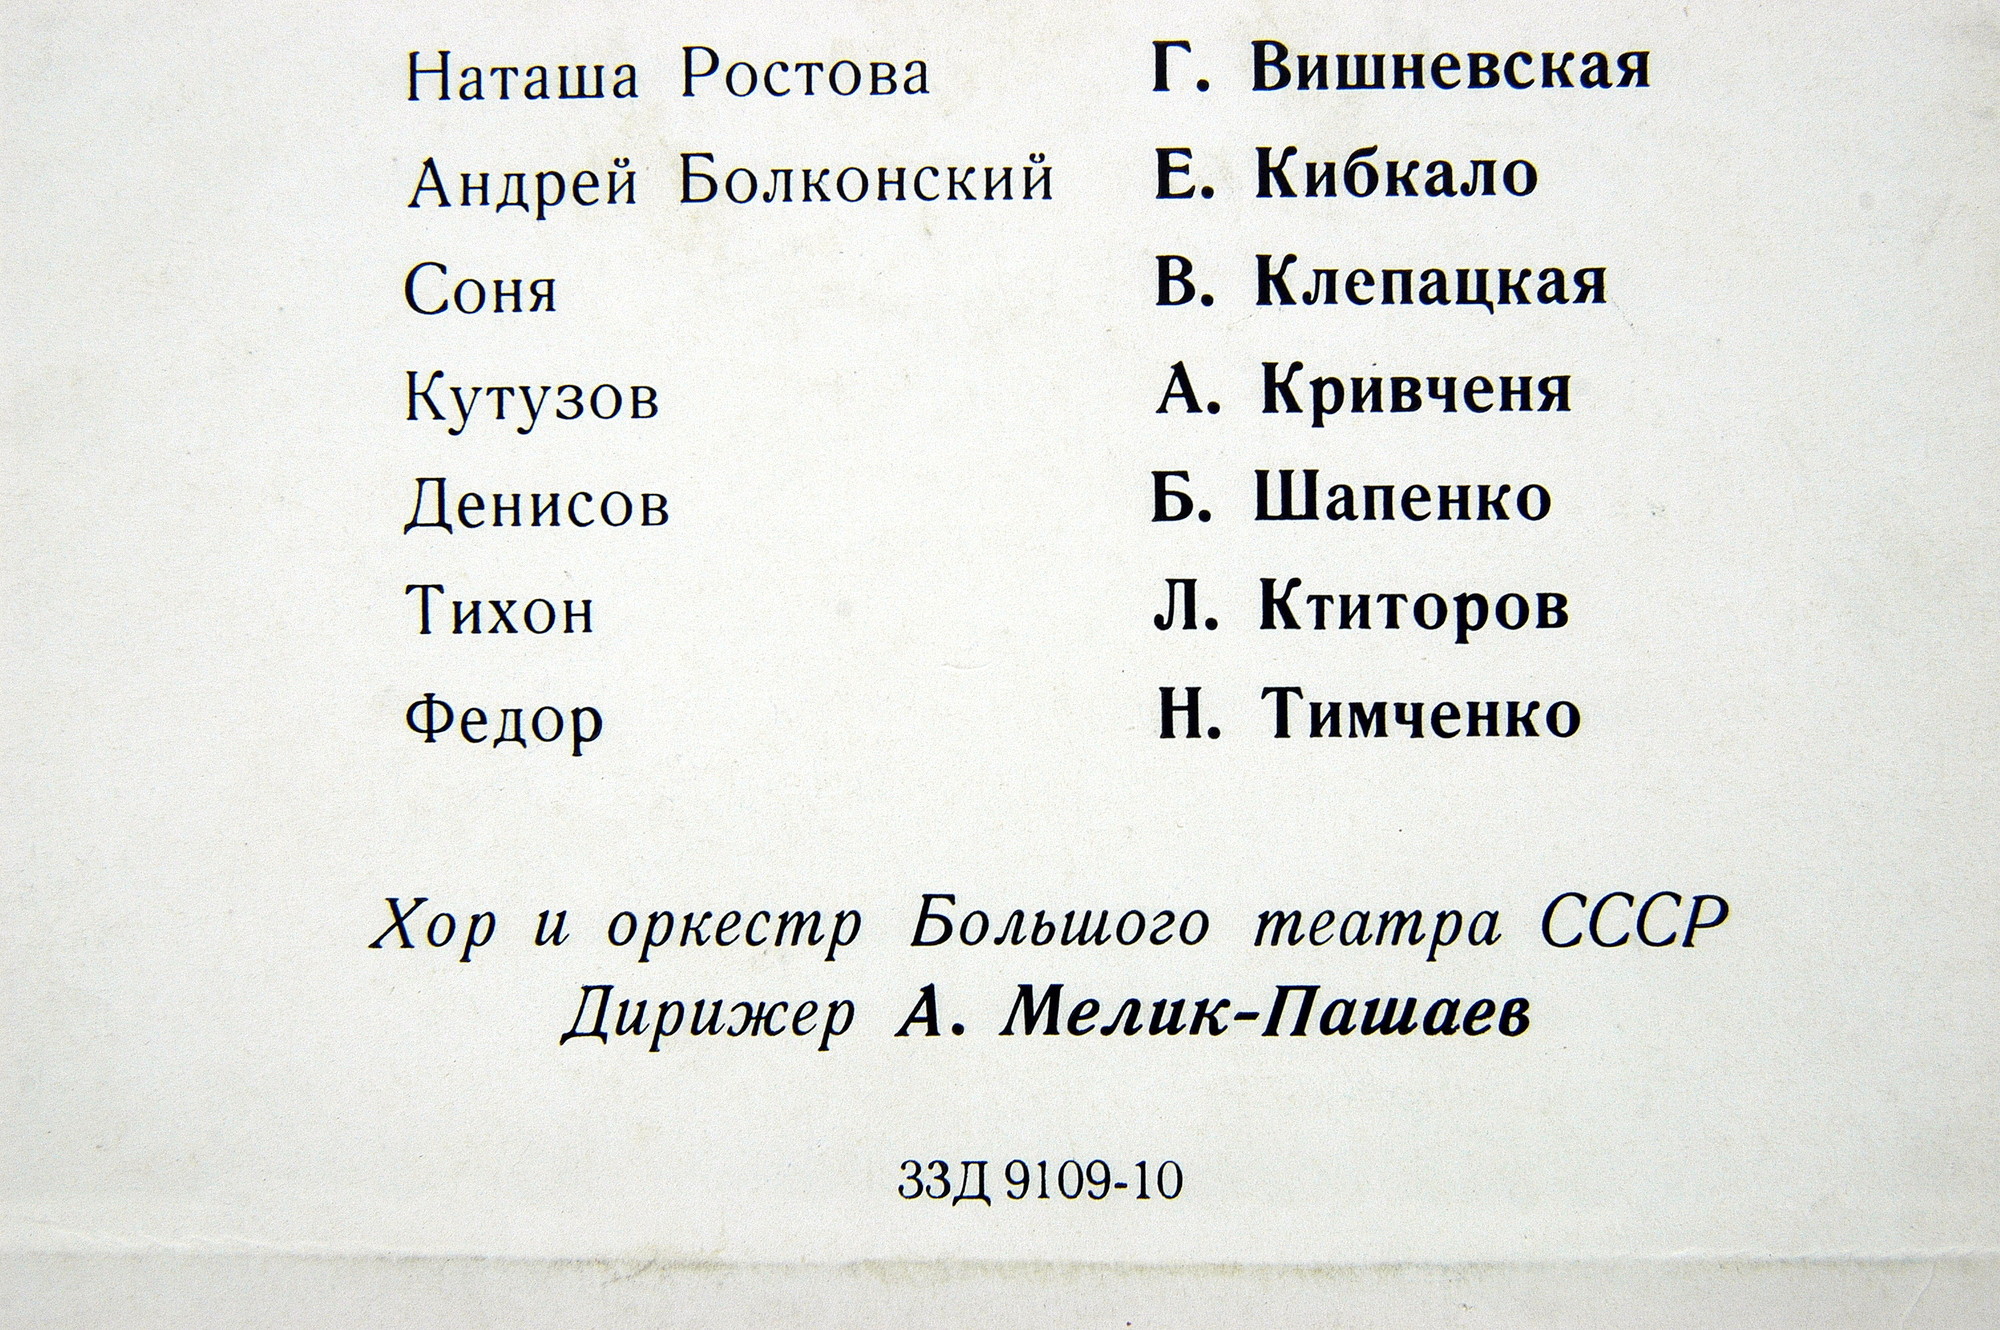 Наташа Ростова Г. Вишневская
Андрей Болконский Е. Кибкало
Соня В. Клепацкая
Кутузов А. Кривченя
Денисов Б. Шапенко
Тихон Л. Ктиторов
Федор Н. Тимченко
Хор и оркестр Большого театра СССР
Дирижер А. Мелик-Пашаев
33Д 9109-10